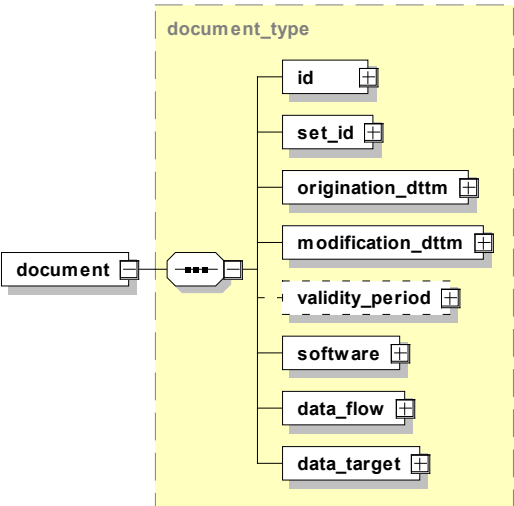 document_type
id
set_id
origination_dttm
modification_dttm
document
validity_period
software
data_flow
data_target